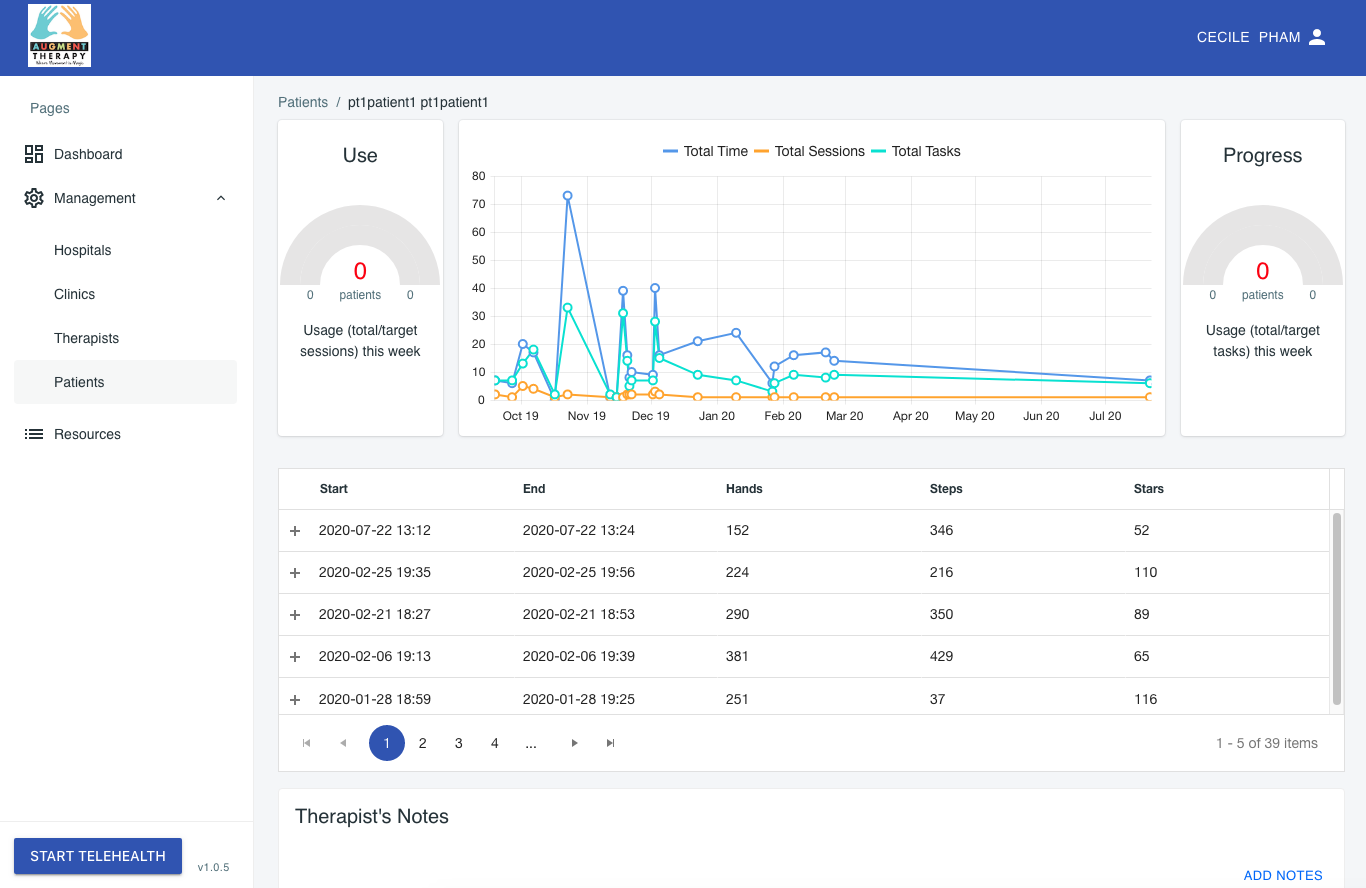 AUGMENT
THERAPY
CECILE PHAM
Pages
Dashboard
Management
Hospitals
Clinics
Therapists
Patients
Resources
START TELEHEALTH
v1.0.5
Patients / pt1patient1 pt1patient1
Use
0
0 patients 0
Usage (total/target
sessions) this week
Total Time Total Sessions Total Tasks
80
70
60
50
40
30
20
10
0
Oct 19 Nov 19 Dec 19 Jan 20 Feb 20 Mar 20 Apr 20 May 20 Jun 20 Jul 20
Progress
0
0 patients 0
Usage (total/target
tasks) this week
Start End Hands Steps Stars
+ 2020-07-22 13:12 2020-07-22 13:24 152 346 52
+ 2020-02-25 19:35 2020-02-25 19:56 224 216 110
+ 2020-02-21 18:27 2020-02-21 18:53 290 350 89
+ 2020-02-06 19:13 2020-02-06 19:39 381 429 65
+ 2020-01-28 18:59 2020-01-28 19:25 251 37 116
1 2 3 4 ... 1 - 5 of 39 items
Therapist's Notes
ADD NOTES